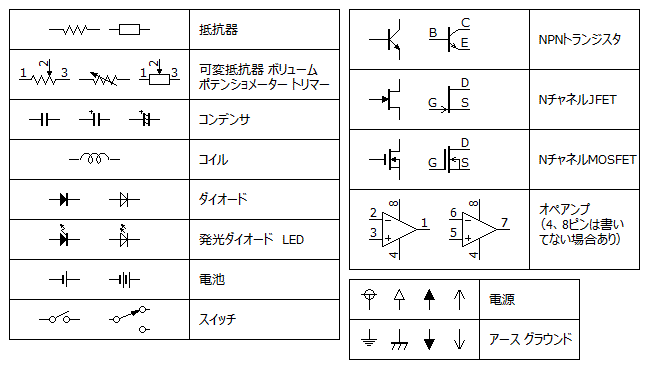 抵抗器
1 2 3 1 2 3
可変抵抗器 ボリューム
ポテンショメーター トリマー
+ +
コンデンサ
コイル
ダイオード
発光ダイオード LED
電池
スイッチ
B C E
NPNトランジスタ
G D S
NチャネルJFET
G D S
NチャネルMOSFET
2 3 − + 8 4 1
6 5 − + 8 4 7
オペアンプ
（4、8ピンは書い
てない場合あり）
電源
アース グラウンド